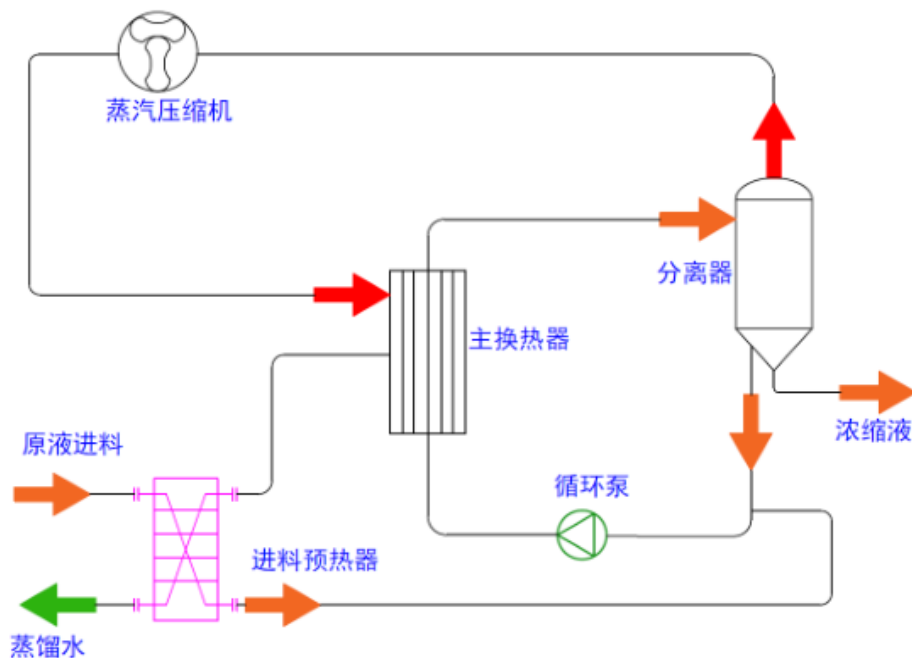 蒸汽压缩机
分离器
主换热器
浓缩液
原液进料
循环泵
进料预热器
蒸馏水